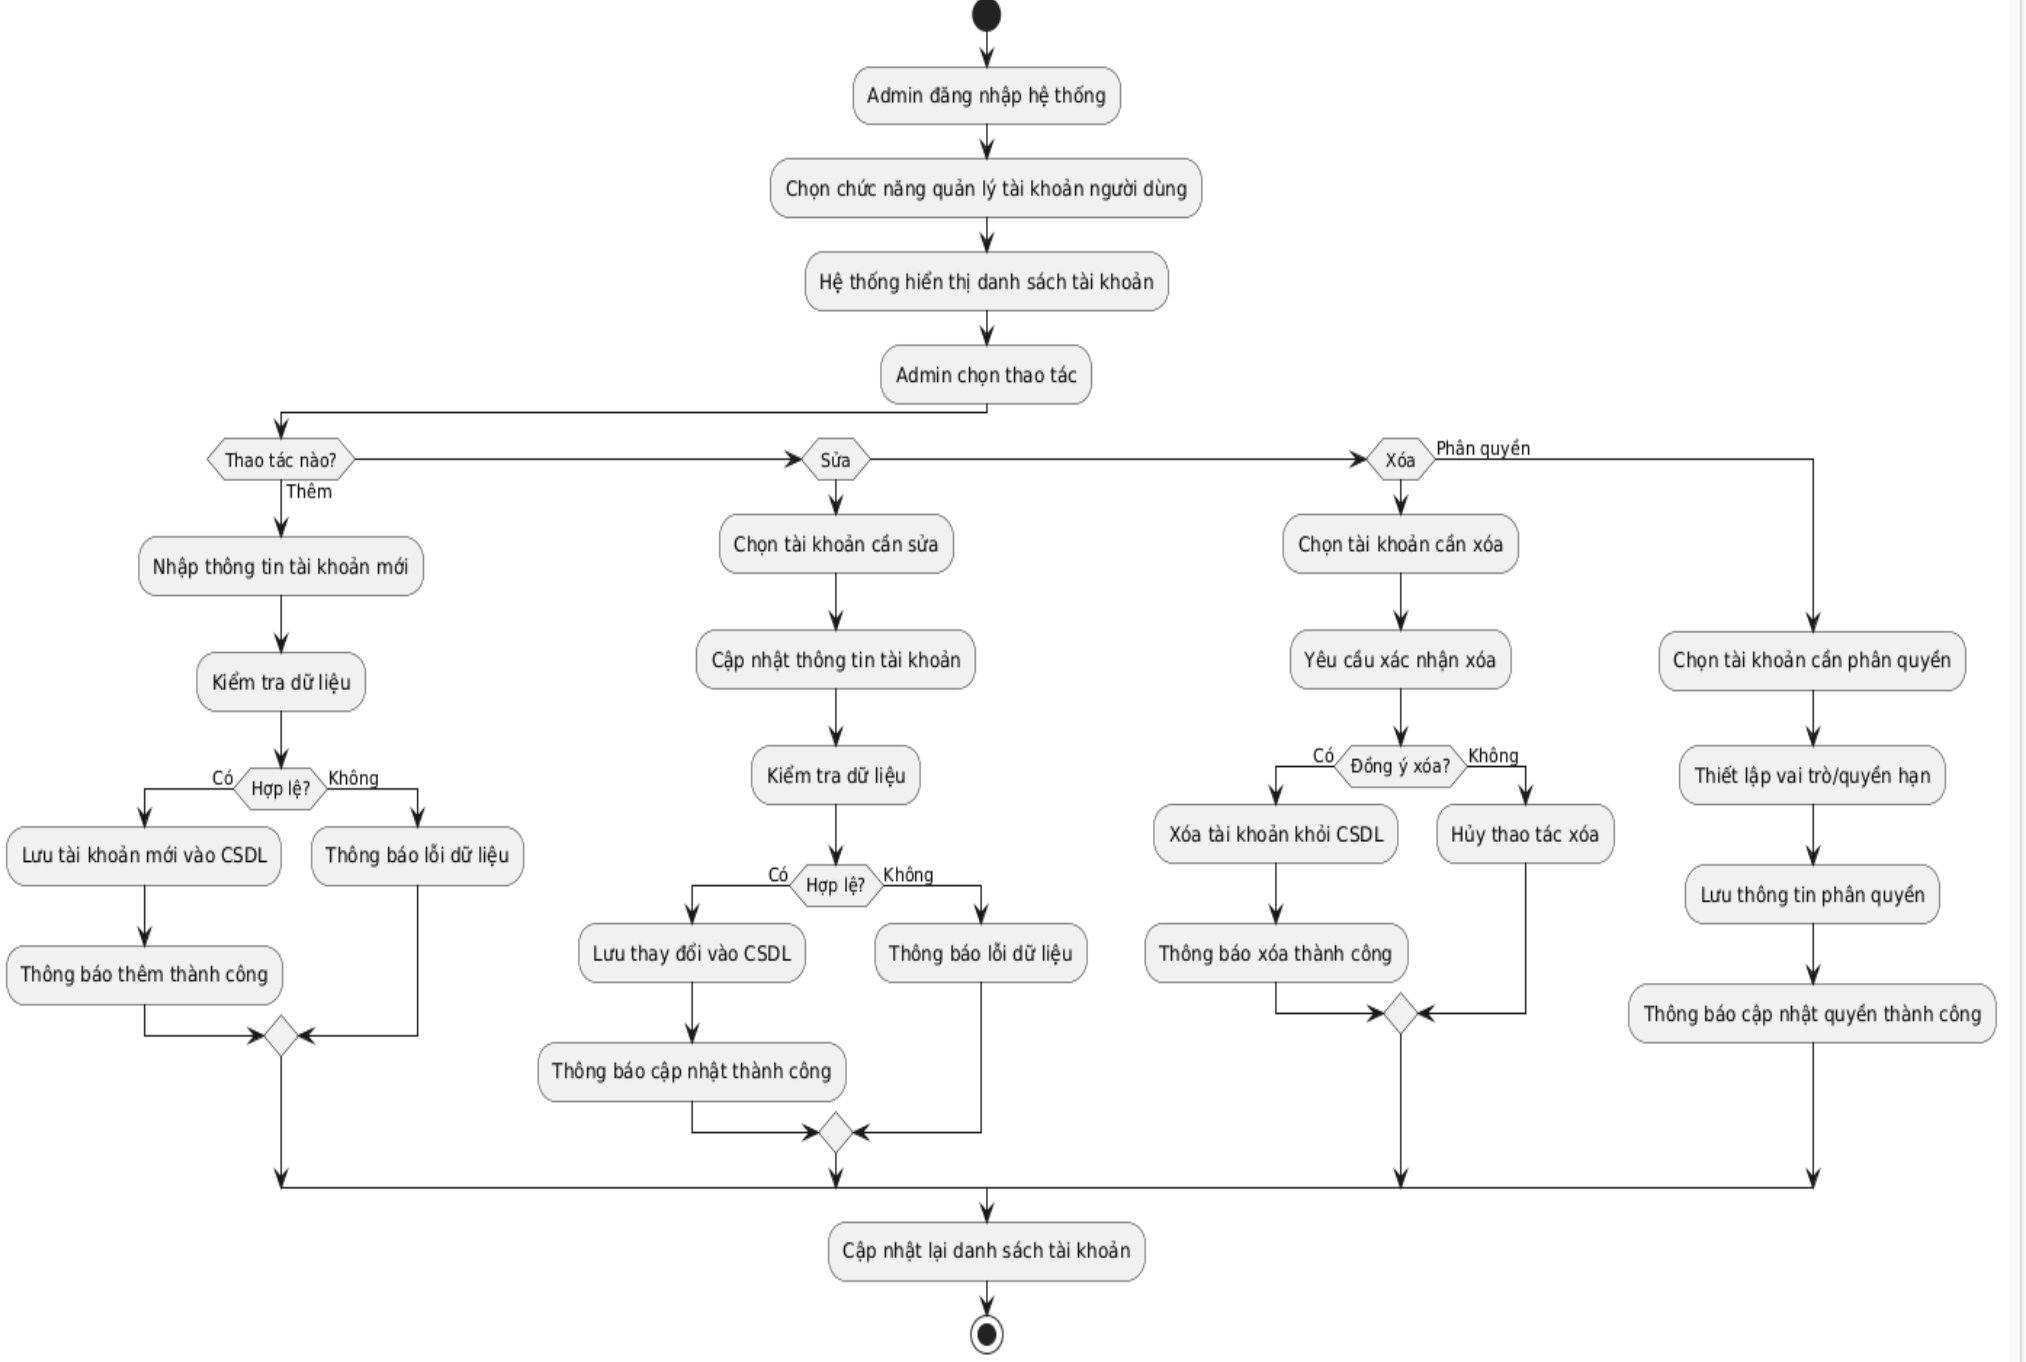 Admin đăng nhập hệ thống
Chọn chức năng quản lý tài khoản người dùng
Hệ thống hiển thị danh sách tài khoản
Admin chọn thao tác
Thao tác nào?
Thêm
Nhập thông tin tài khoản mới
Kiểm tra dữ liệu
Hợp lệ?
Có
Không
Lưu tài khoản mới vào CSDL
Thông báo thêm thành công
Thông báo lỗi dữ liệu
Sửa
Chọn tài khoản cần sửa
Cập nhật thông tin tài khoản
Kiểm tra dữ liệu
Hợp lệ?
Có
Không
Lưu thay đổi vào CSDL
Thông báo cập nhật thành công
Thông báo lỗi dữ liệu
Xóa
Chọn tài khoản cần xóa
Yêu cầu xác nhận xóa
Đồng ý xóa?
Có
Không
Xóa tài khoản khỏi CSDL
Thông báo xóa thành công
Hủy thao tác xóa
Phân quyền
Chọn tài khoản cần phân quyền
Thiết lập vai trò/quyền hạn
Lưu thông tin phân quyền
Thông báo cập nhật quyền thành công
Cập nhật lại danh sách tài khoản